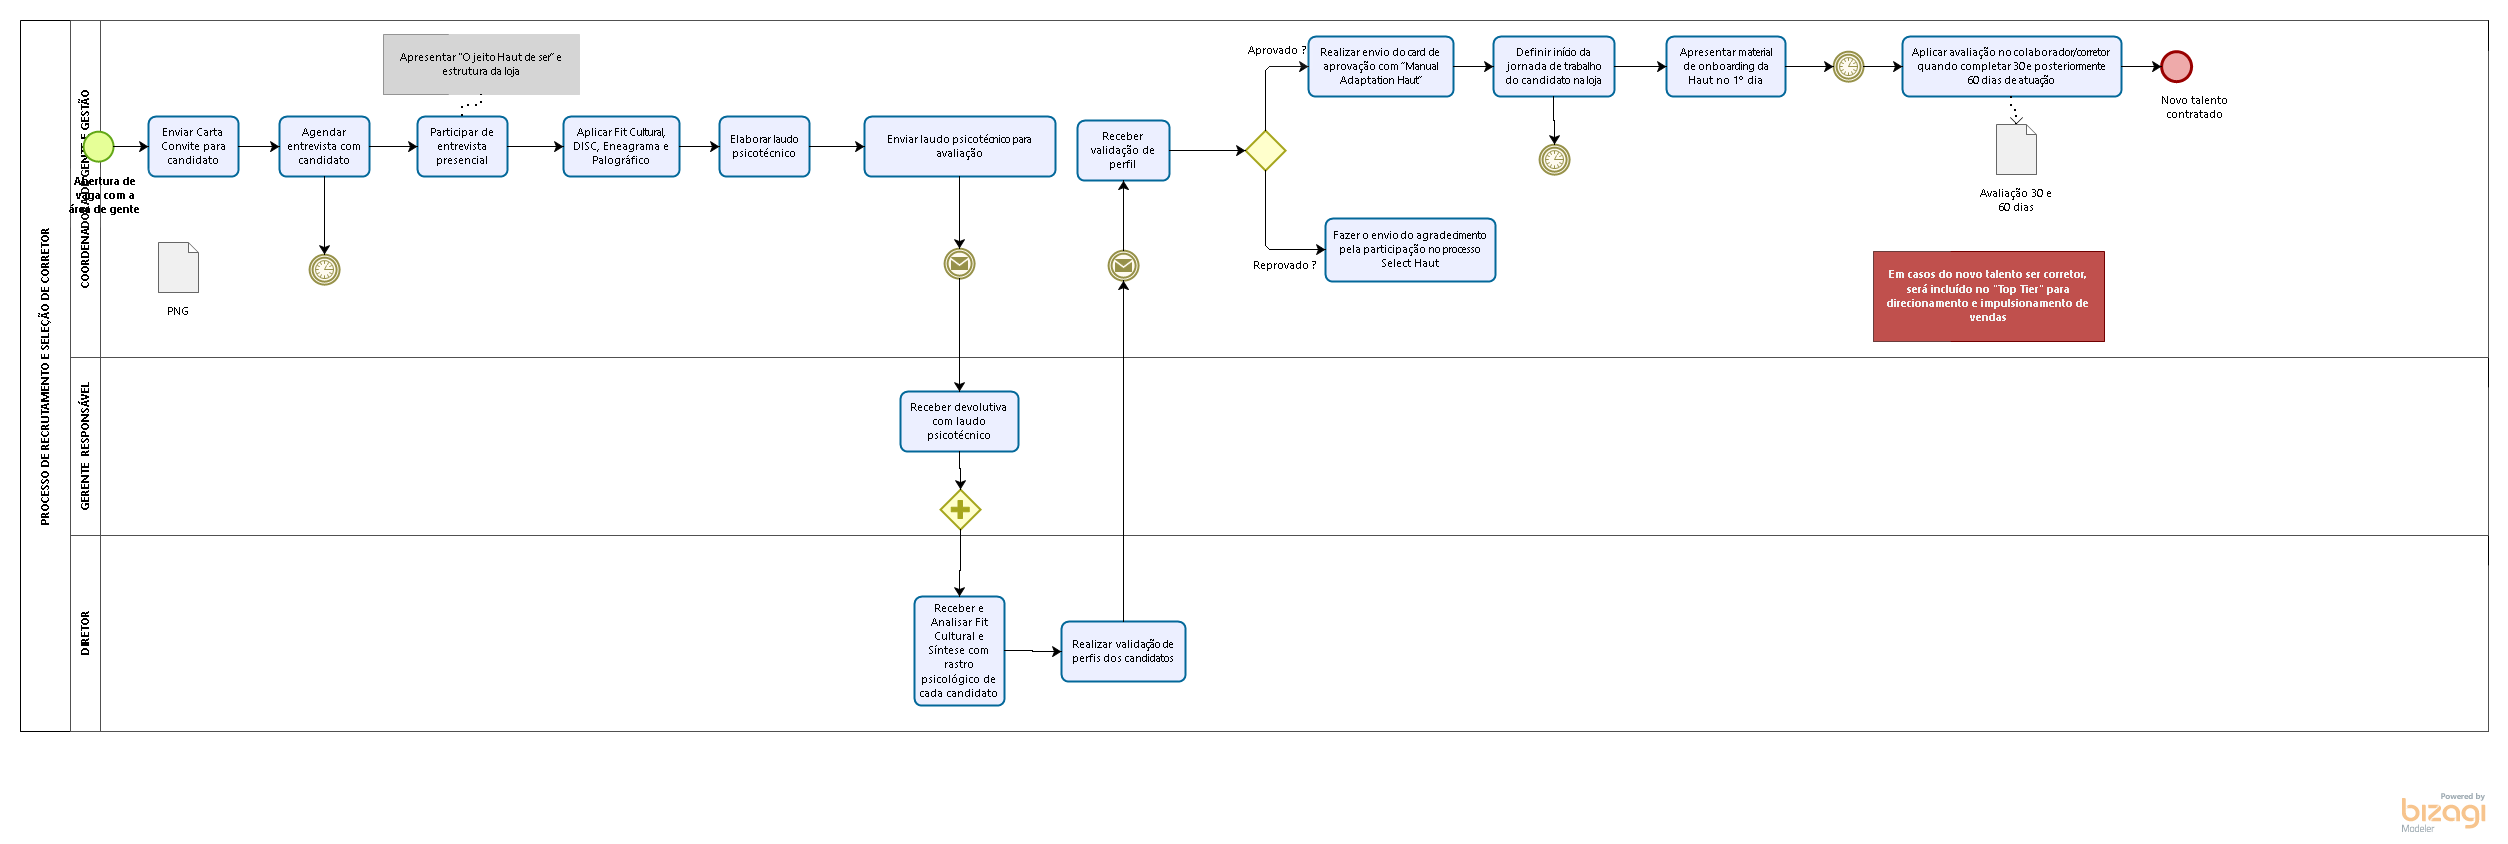 PROCESSO DE RECRUTAMENTO E SELEÇÃO DE CORRETOR
COORDENADORA DE GENTE E GESTÃO
Abertura de
vaga com a
área de gente
Enviar Carta
Convite para
candidato
PNG
Agendar
entrevista com
candidato
Apresentar "O jeito Haut de ser" e
estrutura da loja
Participar de
entrevista
presencial
Aplicar Fit Cultural,
DISC, Eneagrama e
Palográfico
Elaborar laudo
psicotécnico
Enviar laudo psicotécnico para
avaliação
Receber
validação de
perfil
Aprovado ?
Realizar envio do card de
aprovação com "Manual
Adaptation Haut"
Definir início da
jornada de trabalho
do candidato na loja
Apresentar material
de onboarding da
Haut no 1° dia
Aplicar avaliação no colaborador/corretor
quando completar 30 e posteriormente
60 dias de atuação
Novo talento
contratado
Avaliação 30 e
60 dias
Reprovado ?
Fazer o envio do agradecimento
pela participação no processo
Select Haut
Em casos do novo talento ser corretor,
será incluído no "Top Tier" para
direcionamento e impulsionamento de
vendas
GERENTE RESPONSÁVEL
Receber devolutiva
com laudo
psicotécnico
DIRETOR
Receber e
Analisar Fit
Cultural e
Síntese com
rastro
psicológico de
cada candidato
Realizar validação de
perfis dos candidatos
Powered by
bizagi
Modeler